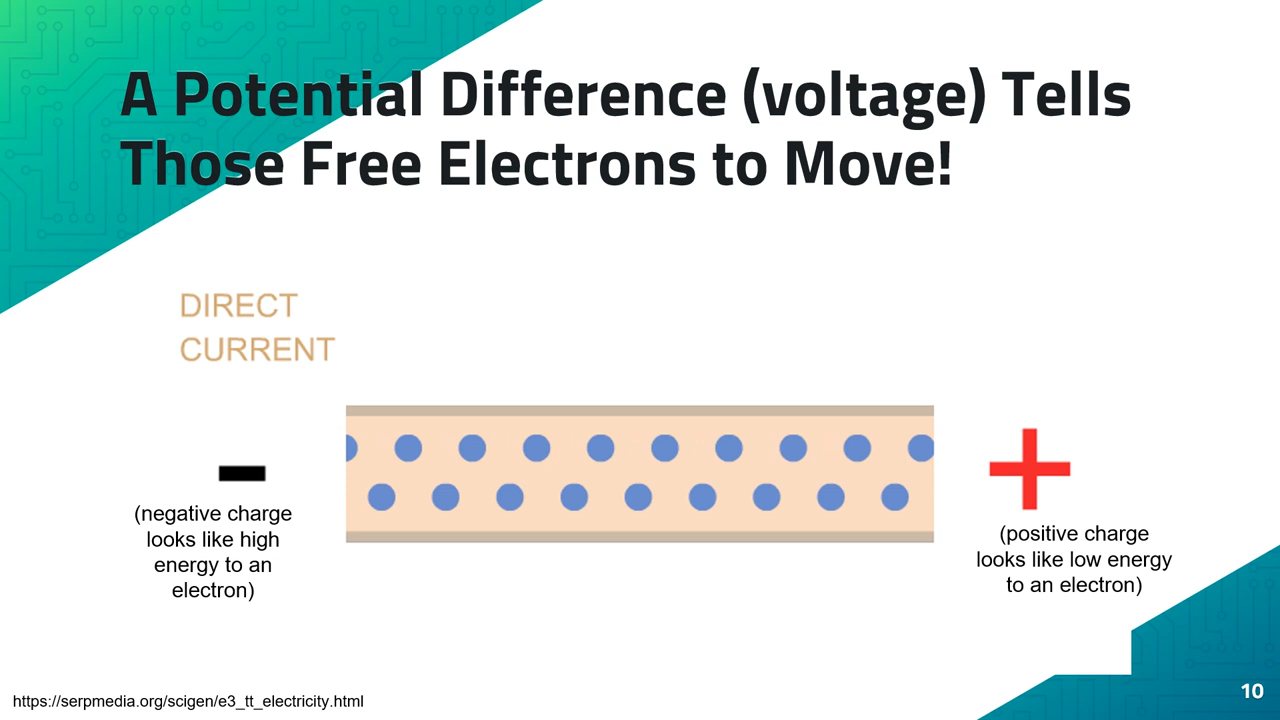 A Potential Difference (voltage) Tells
Those Free Electrons to Move!
DIRECT
CURRENT
(negative charge
looks like high
energy to an
electron)
(positive charge
looks like low energy
to an electron)
https://serpmedia.org/scigen/e3_tt_electricity.html
10